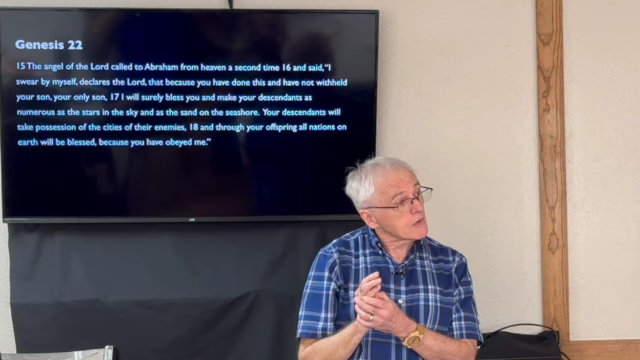 Genesis 22
15 The angel of the Lord called to Abraham from heaven a second time 16 and said, "I
swear by myself, declares the Lord, that because you have done this and have not withheld
your son, your only son, 17 I will surely bless you and make your descendants as
numerous as the stars in the sky and as the sand on the seashore. Your descendants will
take possession of the cities of their enemies, 18 and through your offspring all nations on
earth will be blessed, because you have obeyed me."